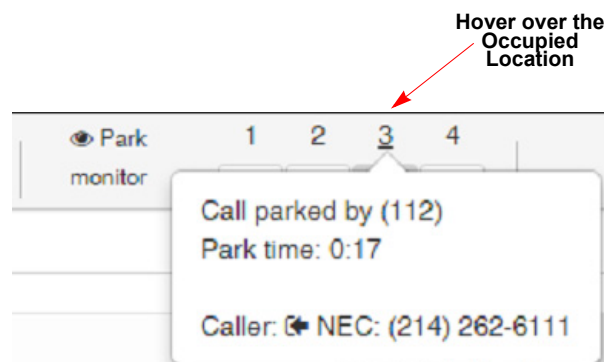 Hover over the
Occupied
Location
Park 1 2 3 4
monitor
Call parked by (112)
Park time: 0:17
Caller: NEC: (214) 262-6111